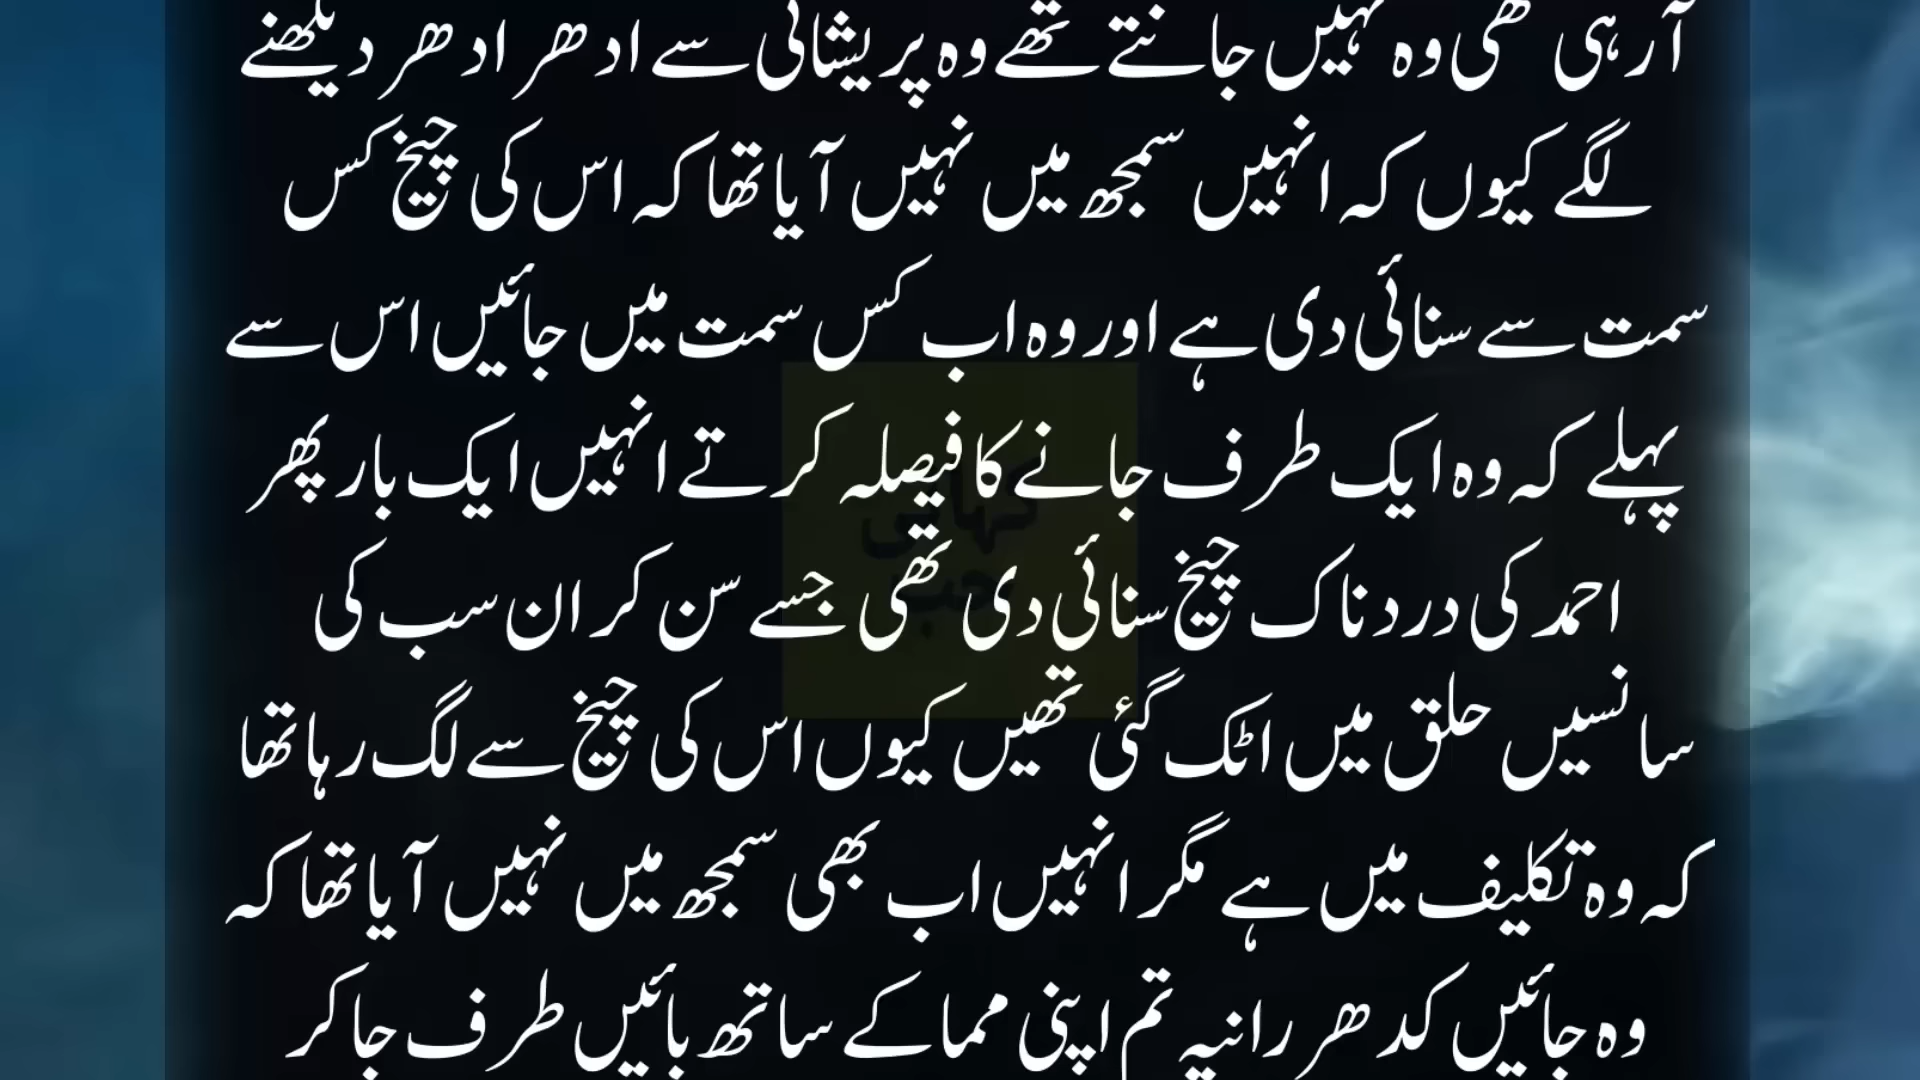 آرہی تھی وہ نہیں جانتے تھے وہ پریشانی سے ادھر ادھر دیکھنے
لگے کیوں کہ انہیں سمجھ میں نہیں آیا تھا کہ اس کی چیخ کس
سمت سے سنائی دی ہے اور وہ اب کس سمت میں جائیں اس سے
پہلے کہ وہ ایک طرف جانے کا فیصلہ کرتے انہیں ایک بار پھر
احمد کی دردناک چیخ سنائی دی تھی جسے سن کر ان سب کی
سانسیں حلق میں اٹک گئی تھیں کیوں اس کی چیخ سے لگ رہا تھا
کہ وہ تکلیف میں ہے مگر انہیں اب بھی سمجھ میں نہیں آیا تھا کہ
وہ جائیں کدھر رانیہ تم اپنی مما کے ساتھ بائیں طرف جا کر